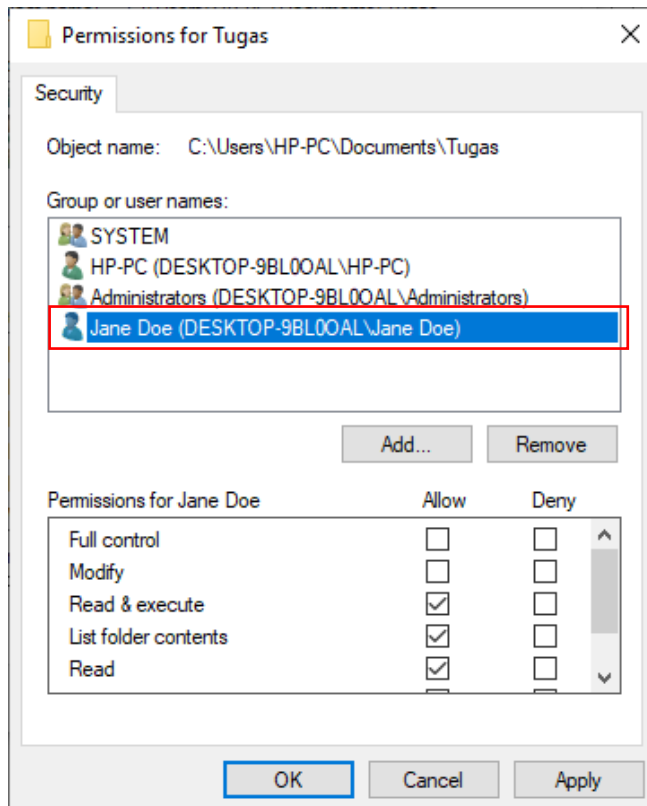 Permissions for Tugas
Security
Object name: C:\Users\HP-PC\Documents\Tugas
Group or user names:
SYSTEM
HP-PC (DESKTOP-9BL0OAL\HP-PC)
Administrators (DESKTOP-9BL0OAL\Administrators)
Jane Doe (DESKTOP-9BL0OAL\Jane Doe)
Add... Remove
Permissions for Jane Doe Allow Deny
Full control
Modify
Read & execute
List folder contents
Read
OK Cancel Apply